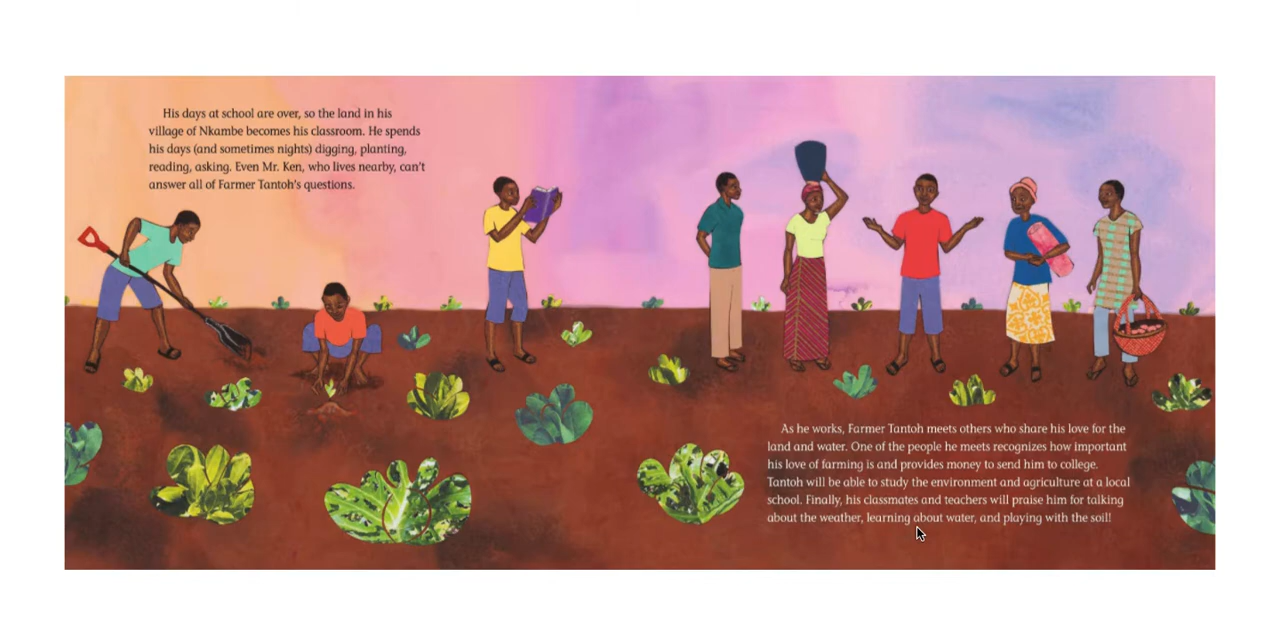 His days at school are over, so the land in his
village of Nkambe becomes his classroom. He spends
his days (and sometimes nights) digging, planting,
reading, asking. Even Mr. Ken, who lives nearby, can't
answer all of Farmer Tantoh's questions.
As he works, Farmer Tantoh meets others who share his love for the
land and water. One of the people he meets recognizes how important
his love of farming is and provides money to send him to college.
Tantoh will be able to study the environment and agriculture at a local
school. Finally, his classmates and teachers will praise him for talking
about the weather, learning about water, and playing with the soil!